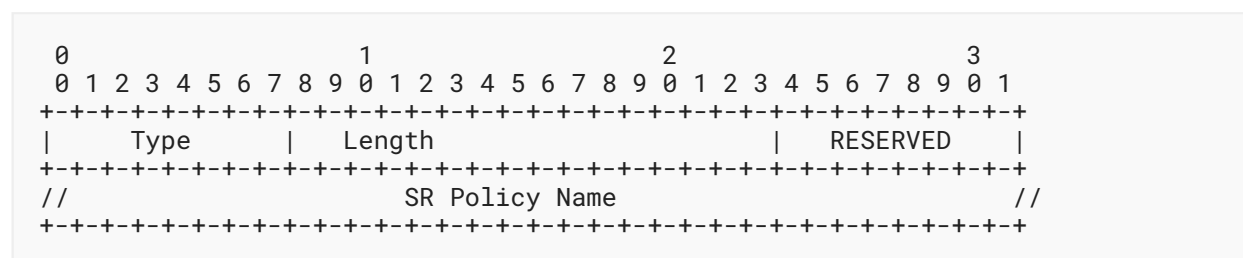 0                   1                   2                   3
 0 1 2 3 4 5 6 7 8 9 0 1 2 3 4 5 6 7 8 9 0 1 2 3 4 5 6 7 8 9 0 1
+-+-+-+-+-+-+-+-+-+-+-+-+-+-+-+-+-+-+-+-+-+-+-+-+-+-+-+-+-+-+-+-+
|     Type      |   Length                      |   RESERVED    |
+-+-+-+-+-+-+-+-+-+-+-+-+-+-+-+-+-+-+-+-+-+-+-+-+-+-+-+-+-+-+-+-+
//                      SR Policy Name                          //
+-+-+-+-+-+-+-+-+-+-+-+-+-+-+-+-+-+-+-+-+-+-+-+-+-+-+-+-+-+-+-+-+